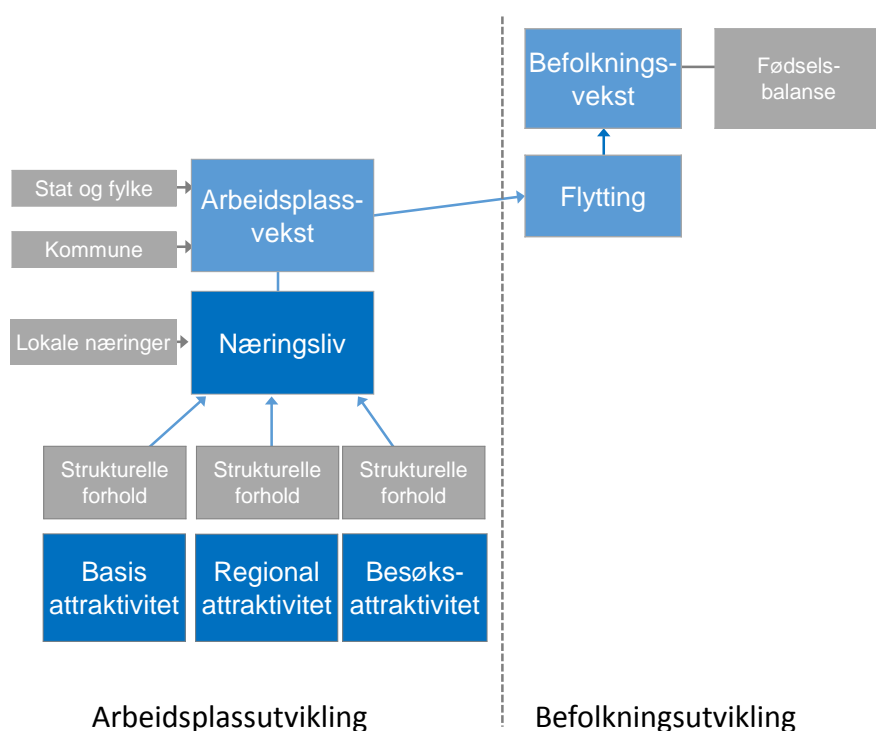 Befolknings-
vekst
Fødsels-
balanse
Stat og fylke
Arbeidsplass-
vekst
Flytting
Kommune
Lokale næringer
Næringsliv
Strukturelle
forhold
Strukturelle
forhold
Strukturelle
forhold
Basis
attraktivitet
Regional
attraktivitet
Besøks-
attraktivitet
Arbeidsplassutvikling
Befolkningsutvikling